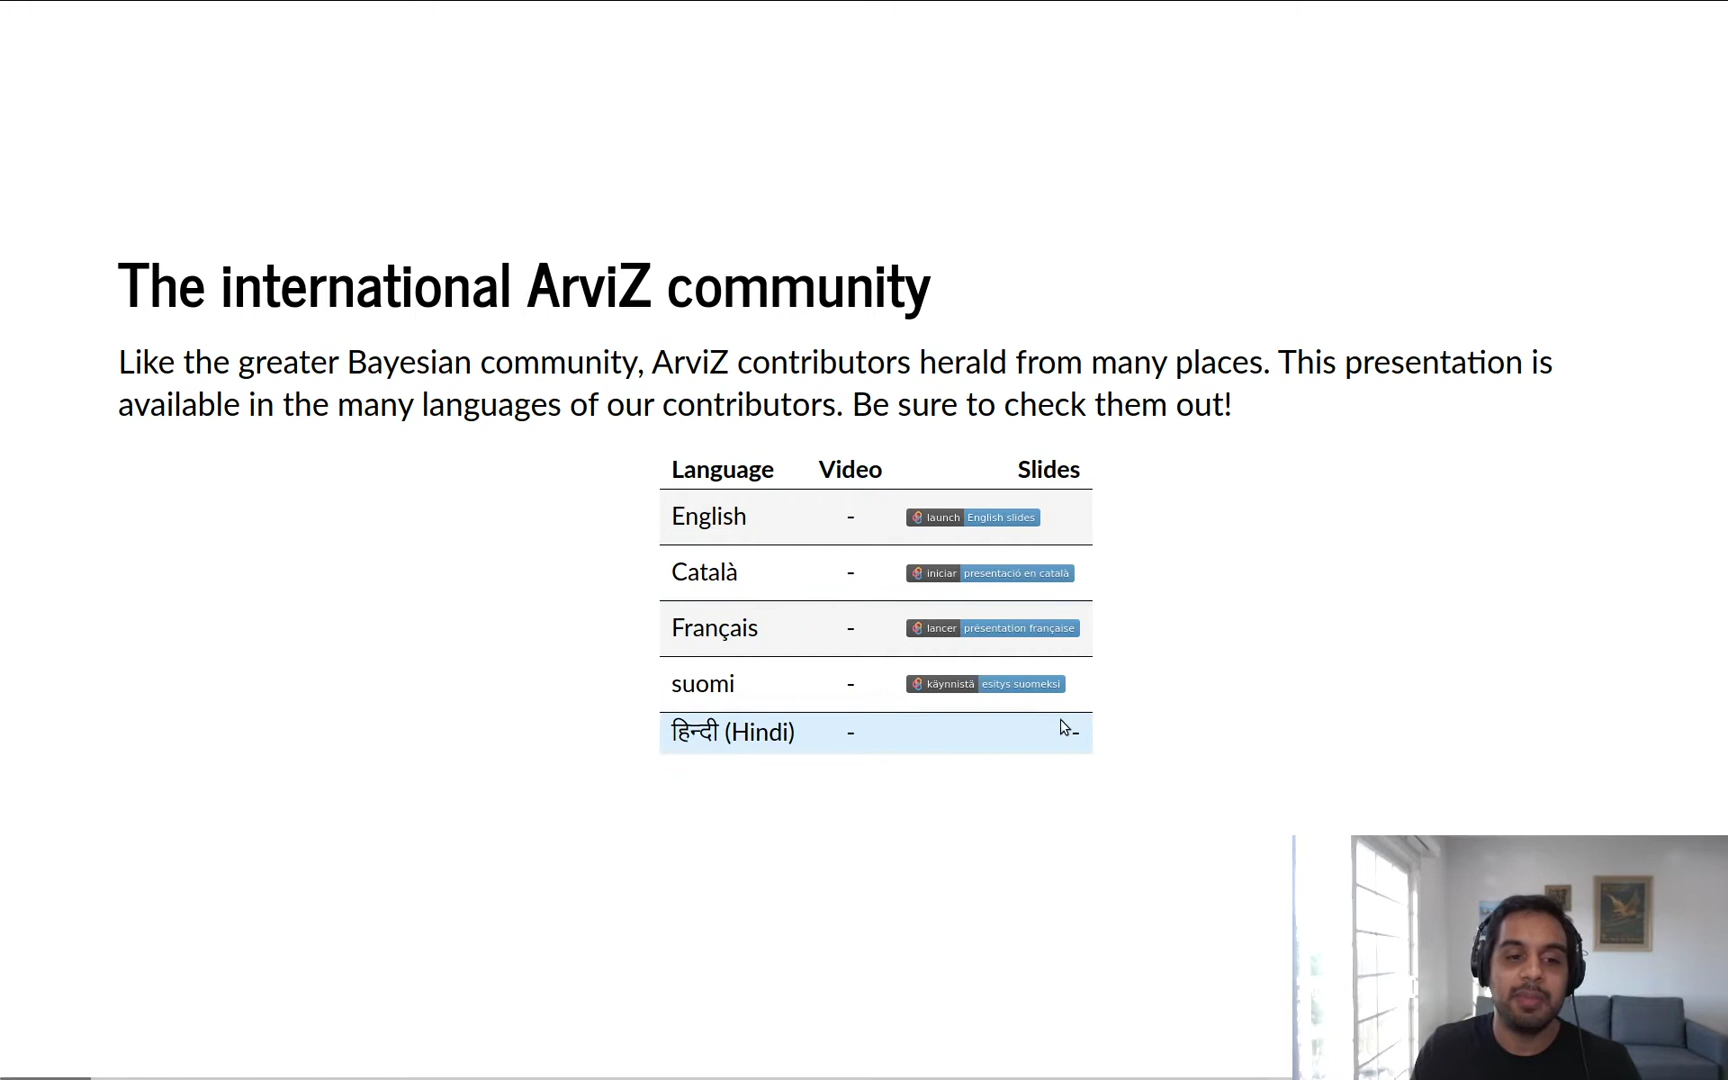 The international ArviZ community
Like the greater Bayesian community, ArviZ contributors herald from many places. This presentation is
available in the many languages of our contributors. Be sure to check them out!
Language Video Slides
English - launch English slides
Català - iniciar presentació en català
Français - lancer présentation française
suomi - käynnistä esitys suomeksi
हिन्दी (Hindi) - -